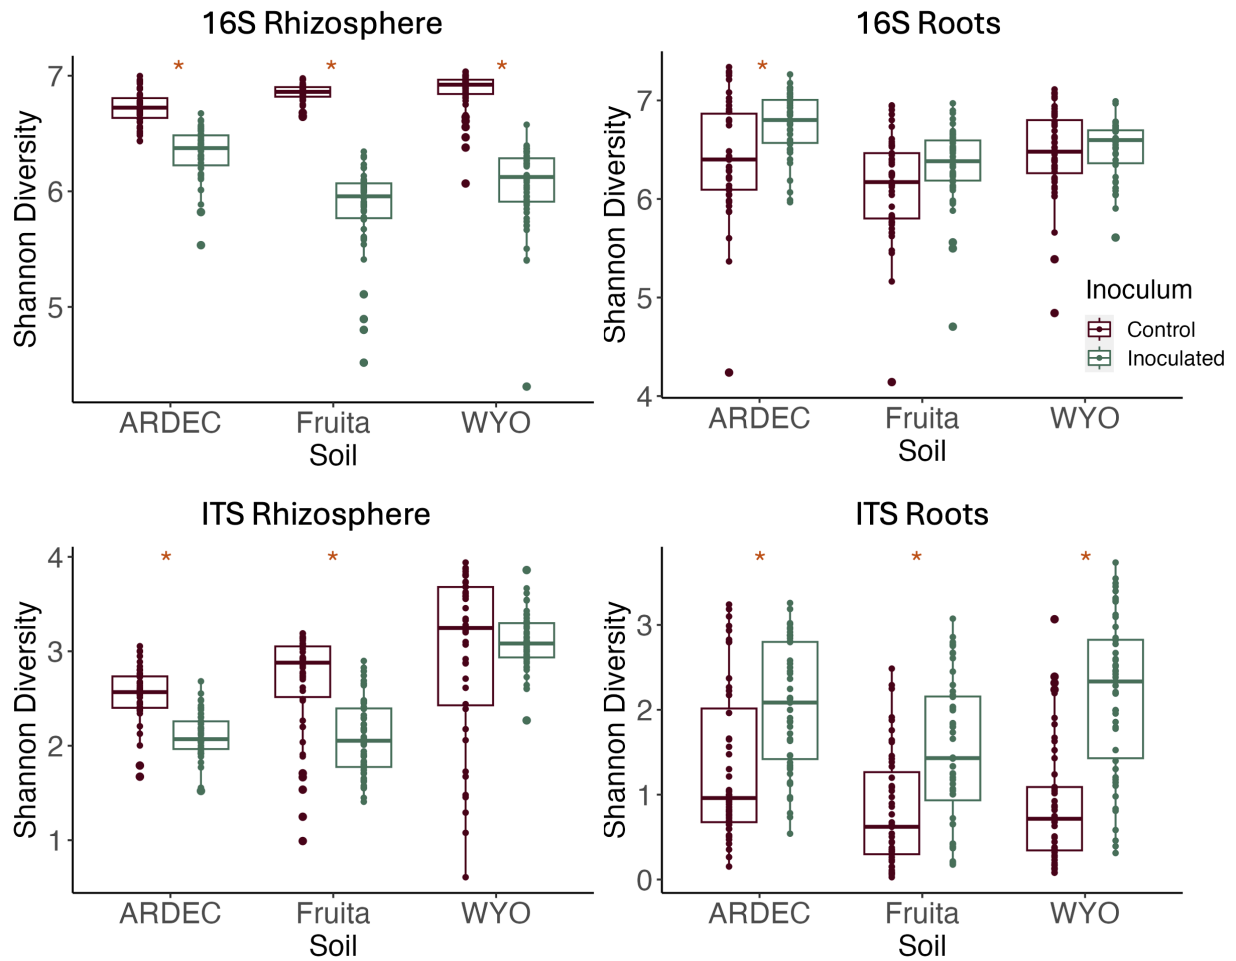 16S Rhizosphere
16S Roots
* * *
*
7
6
5
Shannon Diversity
ARDEC Fruita WYO
Soil
7
6
5
4
Shannon Diversity
ARDEC Fruita WYO
Soil
Inoculum
Control
Inoculated
ITS Rhizosphere
ITS Roots
* *
* * *
4
3
2
1
Shannon Diversity
ARDEC Fruita WYO
Soil
3
2
1
0
Shannon Diversity
ARDEC Fruita WYO
Soil